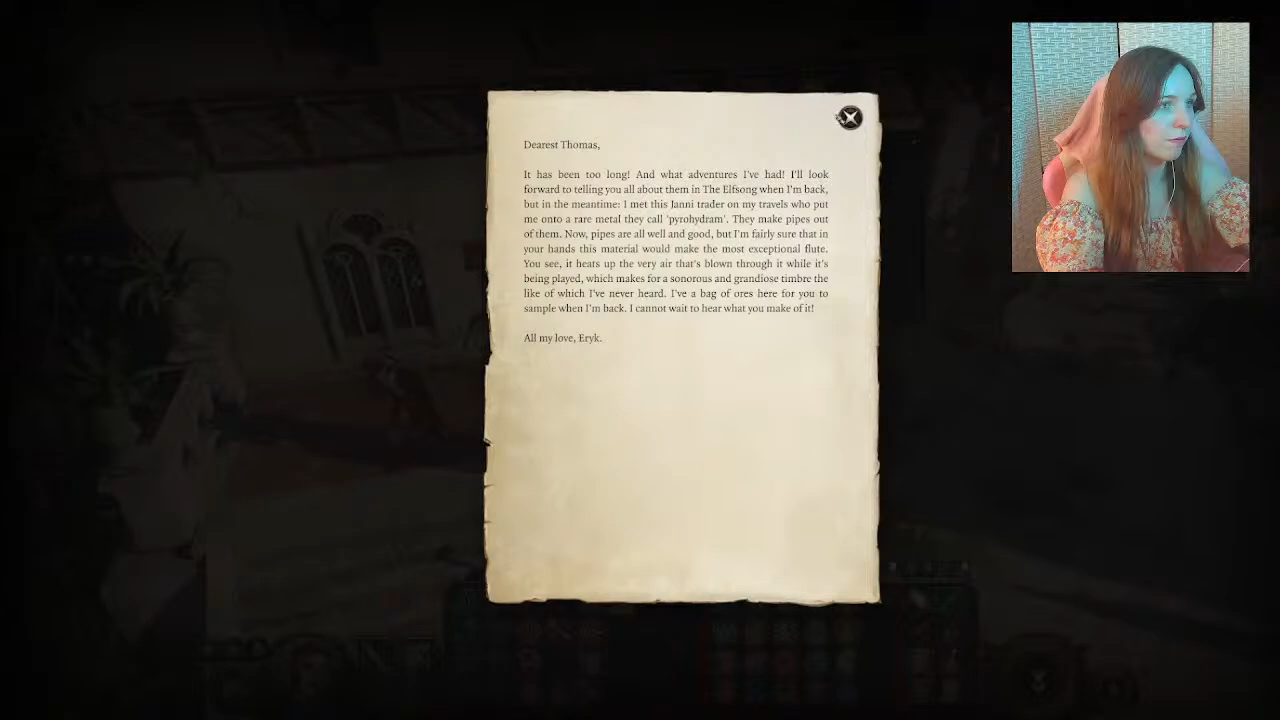 Dearest Thomas,
It has been too long! And what adventures I've had! I'll look
forward to telling you all about them in The Elfsong when I'm back,
but in the meantime: I met this Janni trader on my travels who put
me onto a rare metal they call 'pyrohydram'. They make pipes out
of them. Now, pipes are all well and good, but I'm fairly sure that in
your hands this material would make the most exceptional flute.
You see, it heats up the very air that's blown through it while it's
being played, which makes for a sonorous and grandiose timbre the
like of which I've never heard. I've a bag of ores here for you to
sample when I'm back. I cannot wait to hear what you make of it!
All my love, Eryk.